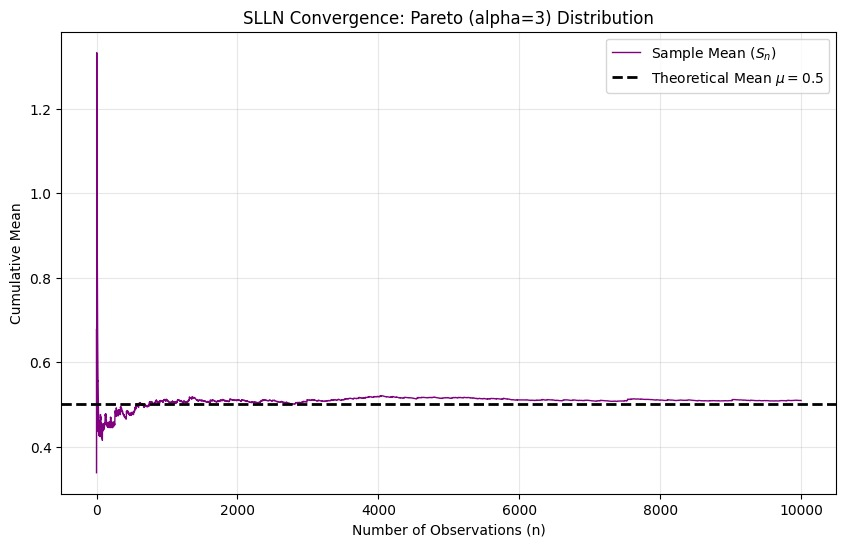 SLLN Convergence: Pareto (alpha=3) Distribution
Sample Mean (Sₙ)
Theoretical Mean μ = 0.5
Cumulative Mean
1.2
1.0
0.8
0.6
0.4
0
2000
4000
6000
8000
10000
Number of Observations (n)